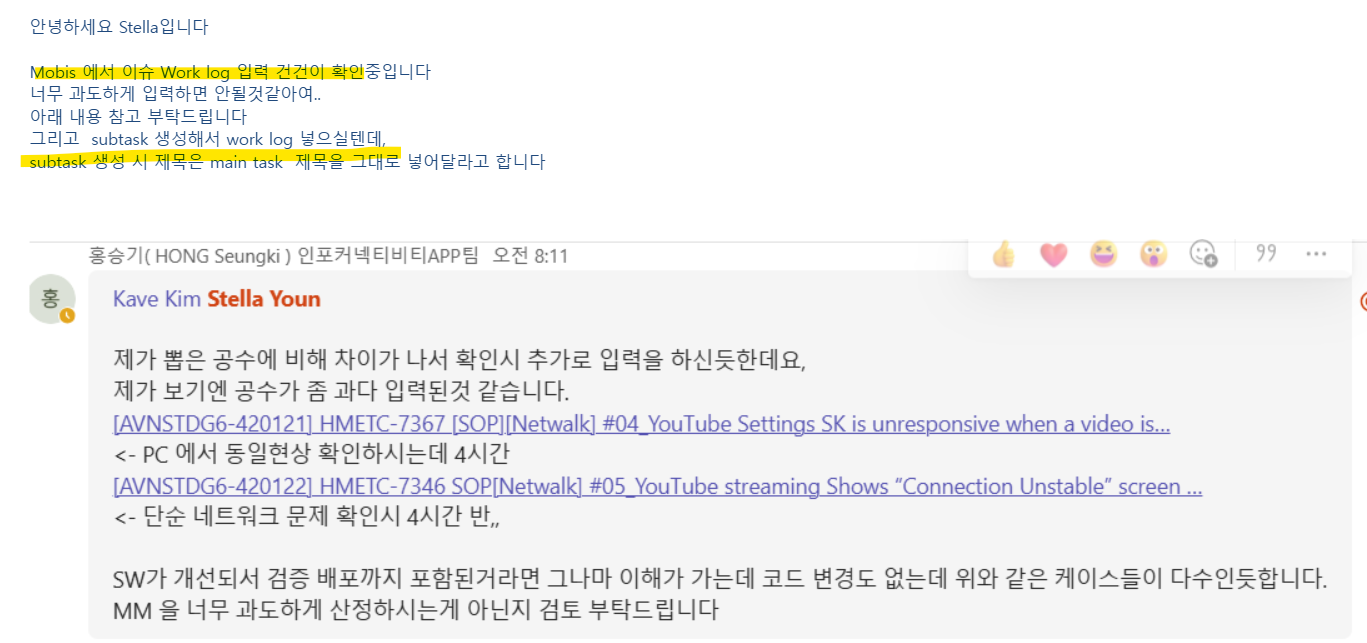 안녕하세요 Stella입니다
Mobis 에서 이슈 Work log 입력 건건이 확인중입니다
너무 과도하게 입력하면 안될것같아여..
아래 내용 참고 부탁드립니다
그리고  subtask 생성해서 work log 넣으실텐데,
subtask 생성 시 제목은 main task  제목을 그대로 넣어달라고 합니다
홍승기( HONG Seungki ) 인포커넥티비티APP팀  오전 8:11
홍
Kave Kim Stella Youn
제가 뽑은 공수에 비해 차이가 나서 확인시 추가로 입력을 하신듯한데요,
제가 보기엔 공수가 좀 과다 입력된것 같습니다.
[AVNSTDG6-420121] HMETC-7367 [SOP][Netwalk] #04_YouTube Settings SK is unresponsive when a video is...
<- PC 에서 동일현상 확인하시는데 4시간
[AVNSTDG6-420122] HMETC-7346 SOP[Netwalk] #05_YouTube streaming Shows “Connection Unstable” screen ...
<- 단순 네트워크 문제 확인시 4시간 반,,
SW가 개선되서 검증 배포까지 포함된거라면 그나마 이해가 가는데 코드 변경도 없는데 위와 같은 케이스들이 다수인듯합니다.
MM 을 너무 과도하게 산정하시는게 아닌지 검토 부탁드립니다